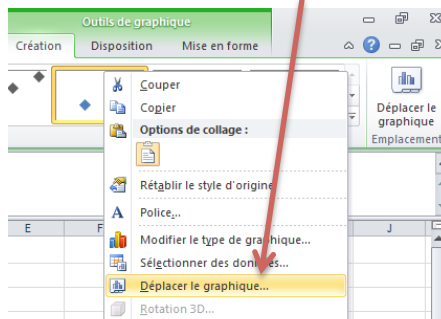 Outils de graphique
Création Disposition Mise en forme
Déplacer le
graphique
Emplacement
Couper
Copier
Options de collage :
Rétablir le style d'origine
A Police...
Modifier le type de graphique...
Sélectionner des données...
Déplacer le graphique...
Rotation 3D...
E F J